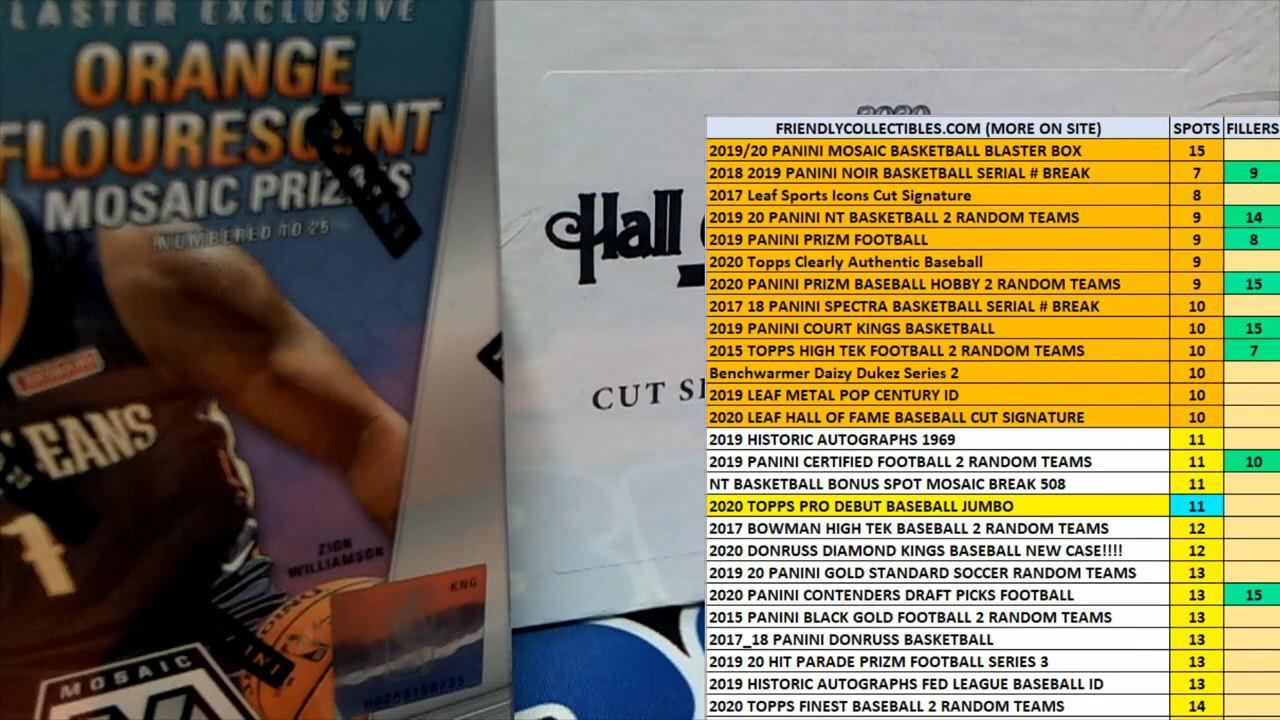 BLASTER EXCLUSIVE
ORANGE
FLOURESCENT
MOSAIC PRIZMS
NUMBERED TO 25
EANS
1
ZION
WILLIAMSON
KNG
MOSAIC
2020
Hall
CUT
FRIENDLYCOLLECTIBLES.COM (MORE ON SITE) SPOTS FILLERS
2019/20 PANINI MOSAIC BASKETBALL BLASTER BOX 15
2018 2019 PANINI NOIR BASKETBALL SERIAL # BREAK 7 9
2017 Leaf Sports Icons Cut Signature 8
2019 20 PANINI NT BASKETBALL 2 RANDOM TEAMS 9 14
2019 PANINI PRIZM FOOTBALL 9 8
2020 Topps Clearly Authentic Baseball 9
2020 PANINI PRIZM BASEBALL HOBBY 2 RANDOM TEAMS 9 15
2017 18 PANINI SPECTRA BASKETBALL SERIAL # BREAK 10
2019 PANINI COURT KINGS BASKETBALL 10 15
2015 TOPPS HIGH TEK FOOTBALL 2 RANDOM TEAMS 10 7
Benchwarmer Daizy Dukez Series 2 10
2019 LEAF METAL POP CENTURY ID 10
2020 LEAF HALL OF FAME BASEBALL CUT SIGNATURE 10
2019 HISTORIC AUTOGRAPHS 1969 11
2019 PANINI CERTIFIED FOOTBALL 2 RANDOM TEAMS 11 10
NT BASKETBALL BONUS SPOT MOSAIC BREAK 508 11
2020 TOPPS PRO DEBUT BASEBALL JUMBO 11
2017 BOWMAN HIGH TEK BASEBALL 2 RANDOM TEAMS 12
2020 DONRUSS DIAMOND KINGS BASEBALL NEW CASE!!!! 12
2019 20 PANINI GOLD STANDARD SOCCER RANDOM TEAMS 13
2020 PANINI CONTENDERS DRAFT PICKS FOOTBALL 13 15
2015 PANINI BLACK GOLD FOOTBALL 2 RANDOM TEAMS 13
2017_18 PANINI DONRUSS BASKETBALL 13
2019 20 HIT PARADE PRIZM FOOTBALL SERIES 3 13
2019 HISTORIC AUTOGRAPHS FED LEAGUE BASEBALL ID 13
2020 TOPPS FINEST BASEBALL 2 RANDOM TEAMS 14